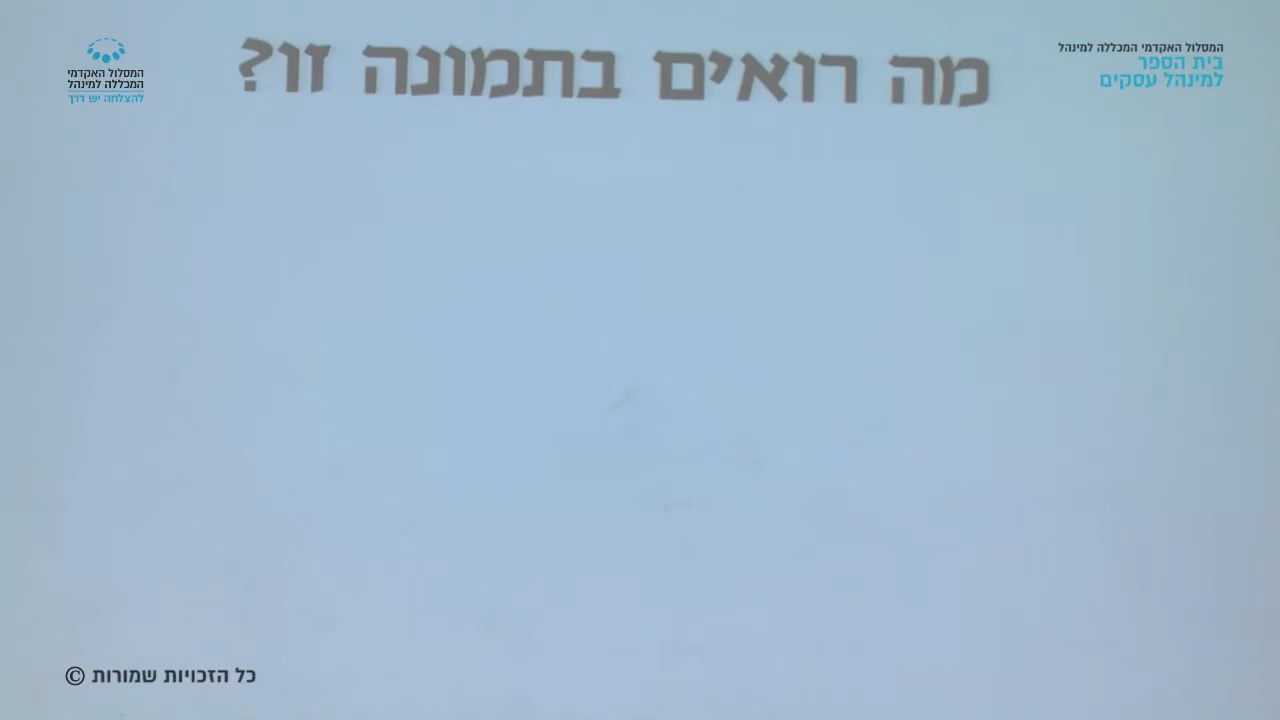 מה רואים בתמונה זו?
המסלול האקדמי המכללה למינהל
בית הספר
למינהל עסקים
המסלול האקדמי
המכללה למינהל
להצלחה יש דרך
כל הזכויות שמורות ©